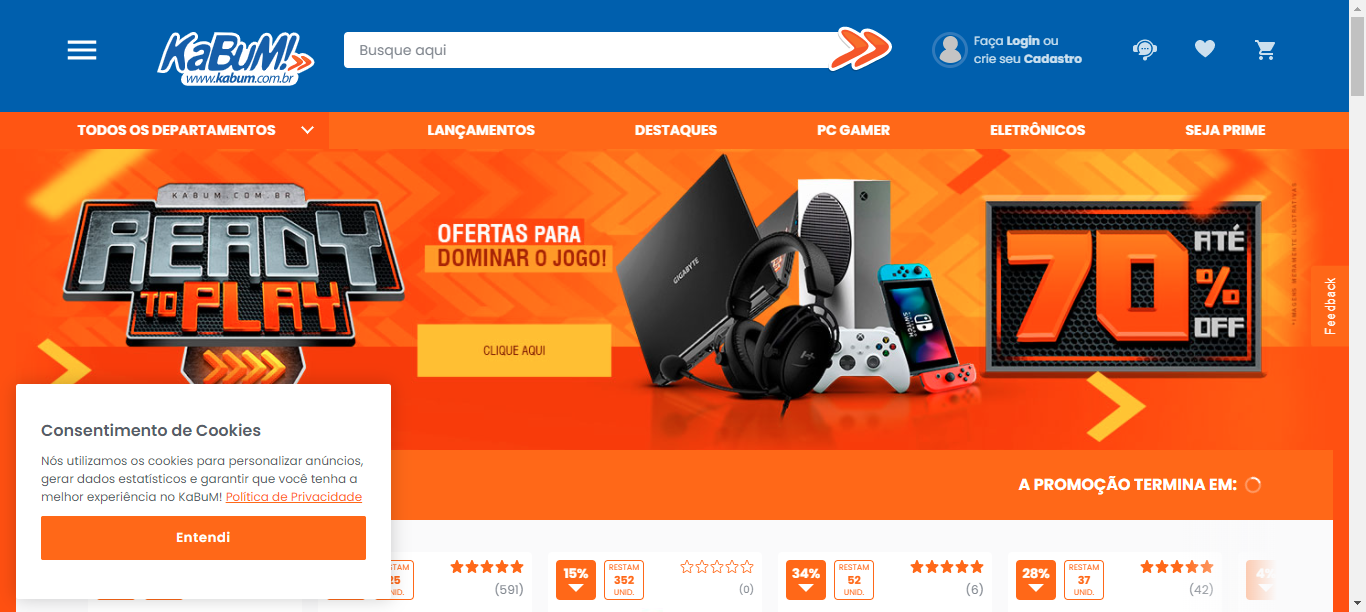 KaBuM!
www.kabum.com.br
Busque aqui
Faça Login ou
crie seu Cadastro
TODOS OS DEPARTAMENTOS
LANÇAMENTOS
DESTAQUES
PC GAMER
ELETRÔNICOS
SEJA PRIME
KABUM.COM.BR
READY
TO PLAY
OFERTAS PARA
DOMINAR O JOGO!
CLIQUE AQUI
GIGABYTE
SWITCH
70%
ATÉ
OFF
*IMAGENS MERAMENTE ILUSTRATIVAS
Feedback
Consentimento de Cookies
Nós utilizamos os cookies para personalizar anúncios,
gerar dados estatísticos e garantir que você tenha a
melhor experiência no KaBuM! Política de Privacidade
Entendi
A PROMOÇÃO TERMINA EM:
UNID.
(591)
15%
RESTAM
352
UNID.
(0)
34%
RESTAM
52
UNID.
(6)
28%
RESTAM
37
UNID.
(42)